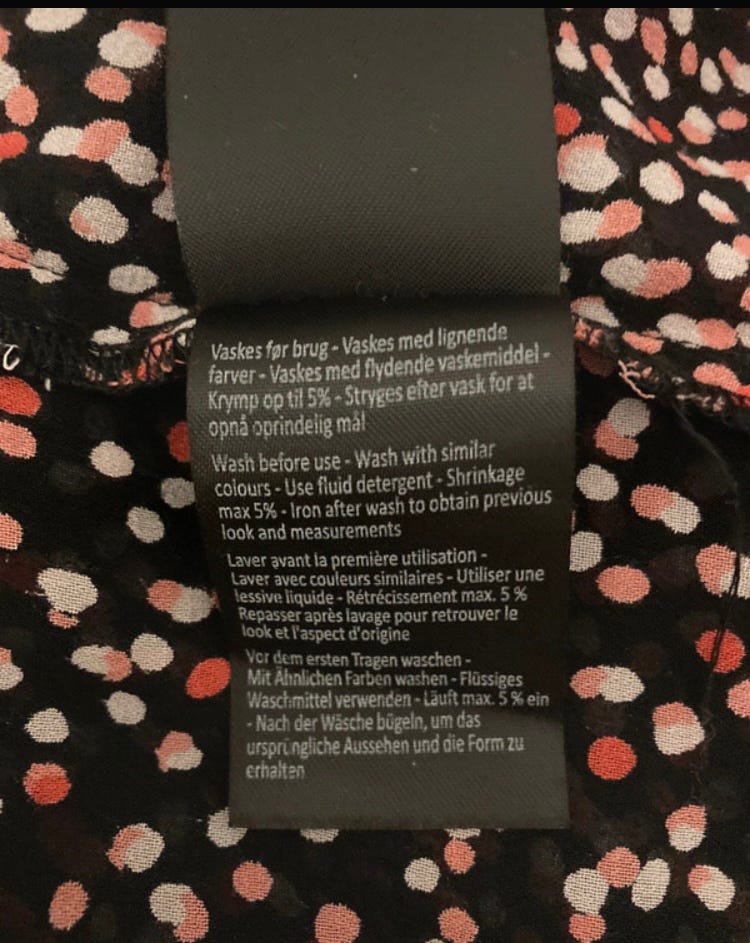 Vaskes før brug - Vaskes med lignende
farver - Vaskes med flydende vaskemiddel -
Krymp op til 5% - Stryges efter vask for at
opnå oprindelig mål
Wash before use - Wash with similar
colours - Use fluid detergent - Shrinkage
max 5% - Iron after wash to obtain previous
look and measurements
Laver avant la première utilisation -
Laver avec couleurs similaires - Utiliser une
lessive liquide - Rétrécissement max. 5 %
Repasser après lavage pour retrouver le
look et l'aspect d'origine
Vor dem ersten Tragen waschen -
Mit Ähnlichen Farben washen - Flüssiges
Waschmittel verwenden - Läuft max. 5 % ein
- Nach der Wäsche bügeln, um das
ursprüngliche Aussehen und die Form zu
erhalten